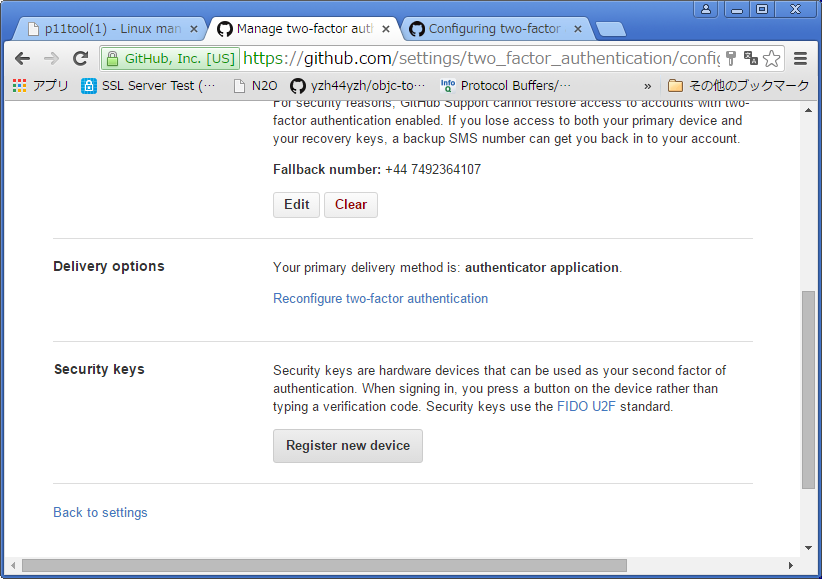 p11tool(1) - Linux man
Manage two-factor aut
Configuring two-factor
GitHub, Inc. [US]
https://github.com/settings/two_factor_authentication/config
アプリ
SSL Server Test (…
N2O
yzh44yzh/objc-to…
Info
Q
Protocol Buffers/…
»
その他のブックマーク
For security reasons, GitHub Support cannot restore access to accounts with two-
factor authentication enabled. If you lose access to both your primary device and
your recovery keys, a backup SMS number can get you back in to your account.
Fallback number: +44 7492364107
Edit
Clear
Delivery options
Your primary delivery method is: authenticator application.
Reconfigure two-factor authentication
Security keys
Security keys are hardware devices that can be used as your second factor of
authentication. When signing in, you press a button on the device rather than
typing a verification code. Security keys use the FIDO U2F standard.
Register new device
Back to settings